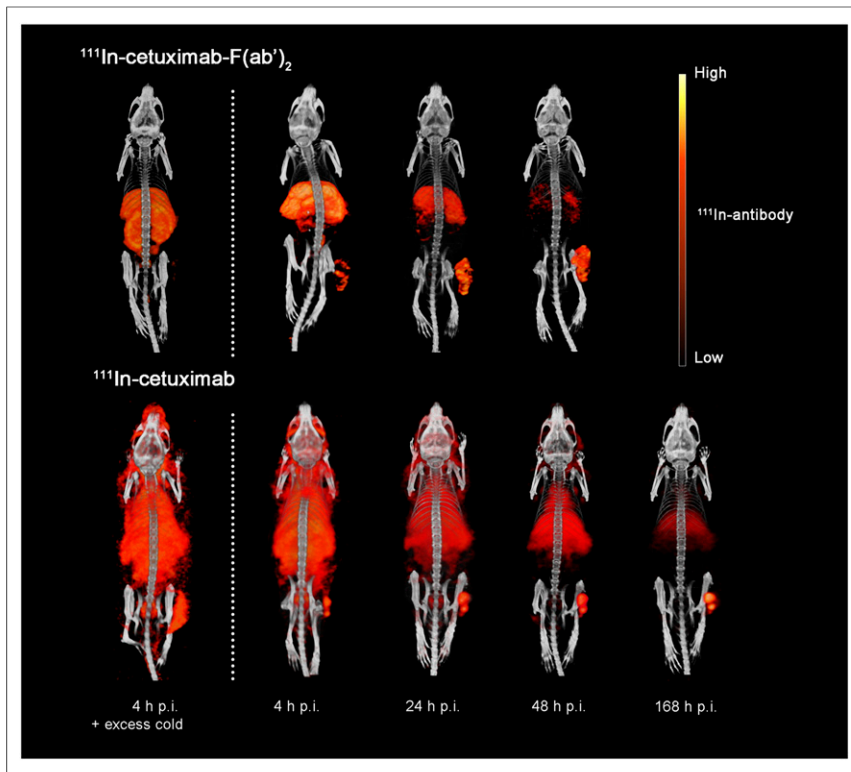 ¹¹¹In-cetuximab-F(ab’)₂
High
¹¹¹In-antibody
Low
¹¹¹In-cetuximab
4 h p.i.
+ excess cold
4 h p.i.
24 h p.i.
48 h p.i.
168 h p.i.